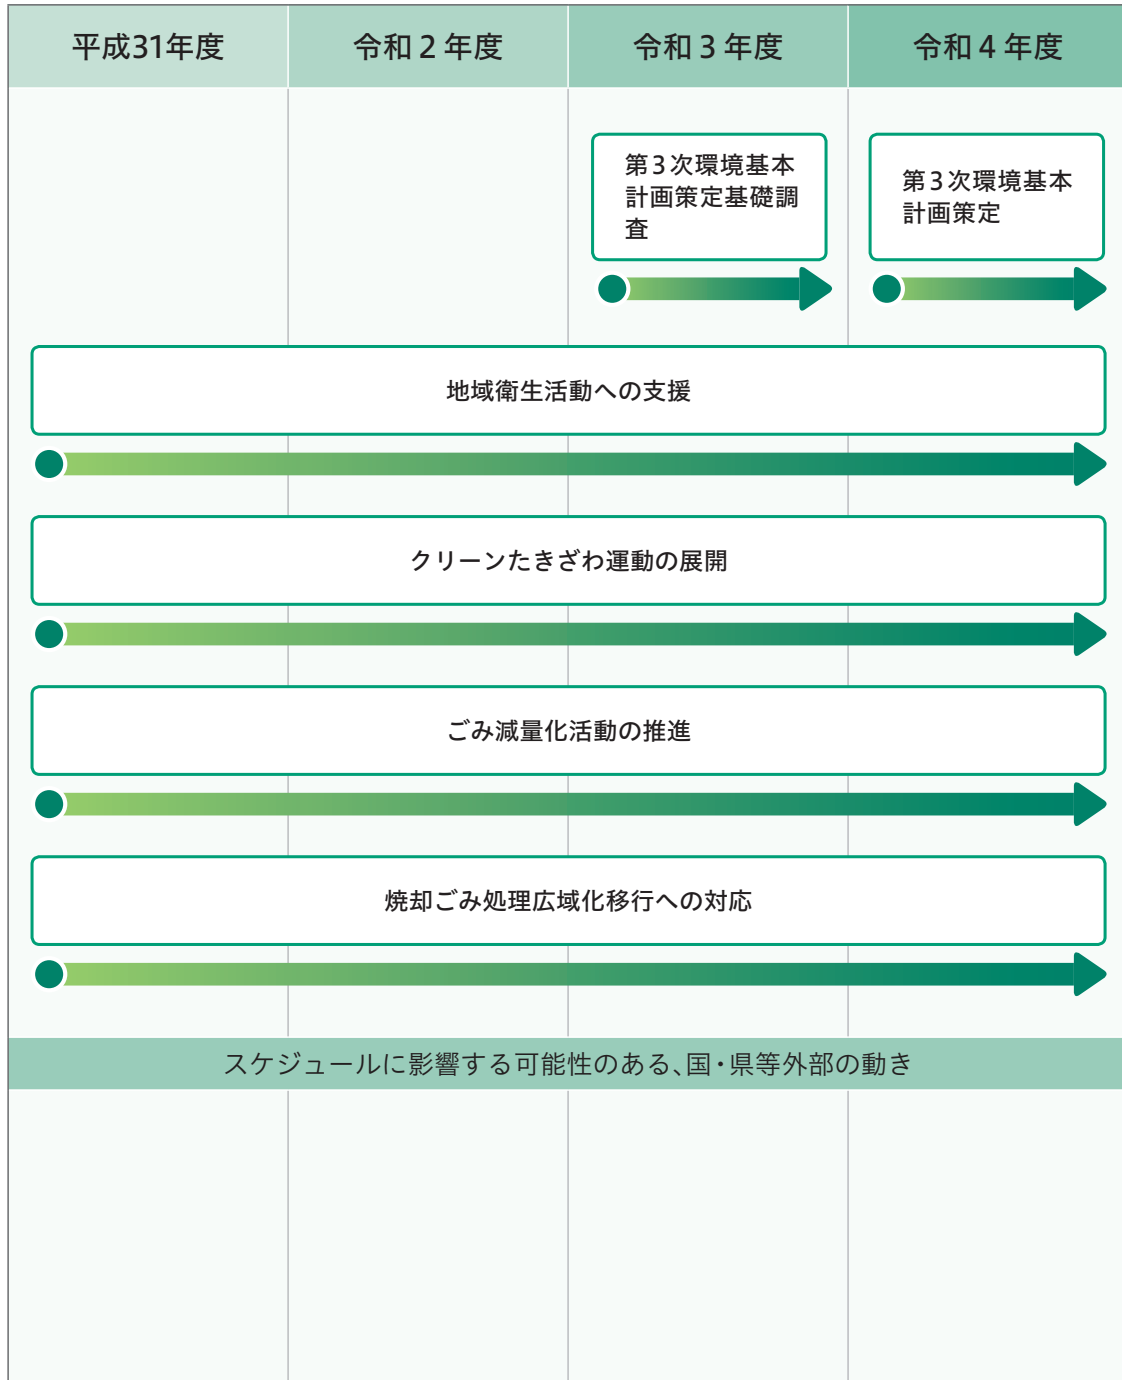 平成31年度
令和２年度
令和３年度
令和４年度
第３次環境基本
計画策定基礎調
査
第３次環境基本
計画策定
地域衛生活動への支援
クリーンたきざわ運動の展開
ごみ減量化活動の推進
焼却ごみ処理広域化移行への対応
スケジュールに影響する可能性のある、国・県等外部の動き